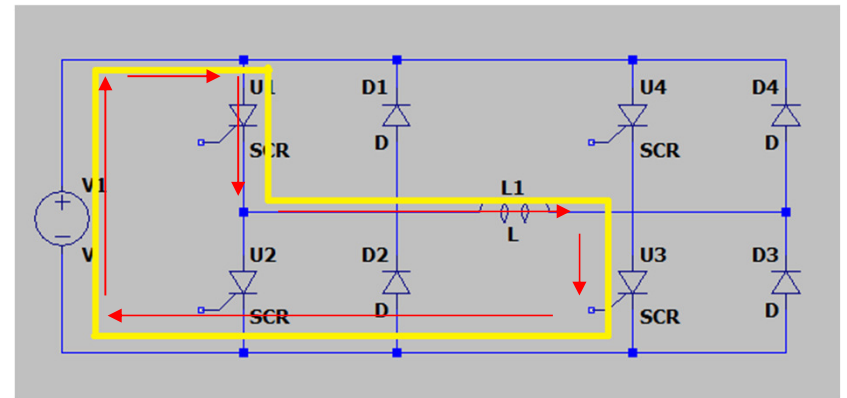 U1 D1 U4 D4
SCR D SCR D
V1 L1
V L
U2 D2 U3 D3
SCR D SCR D